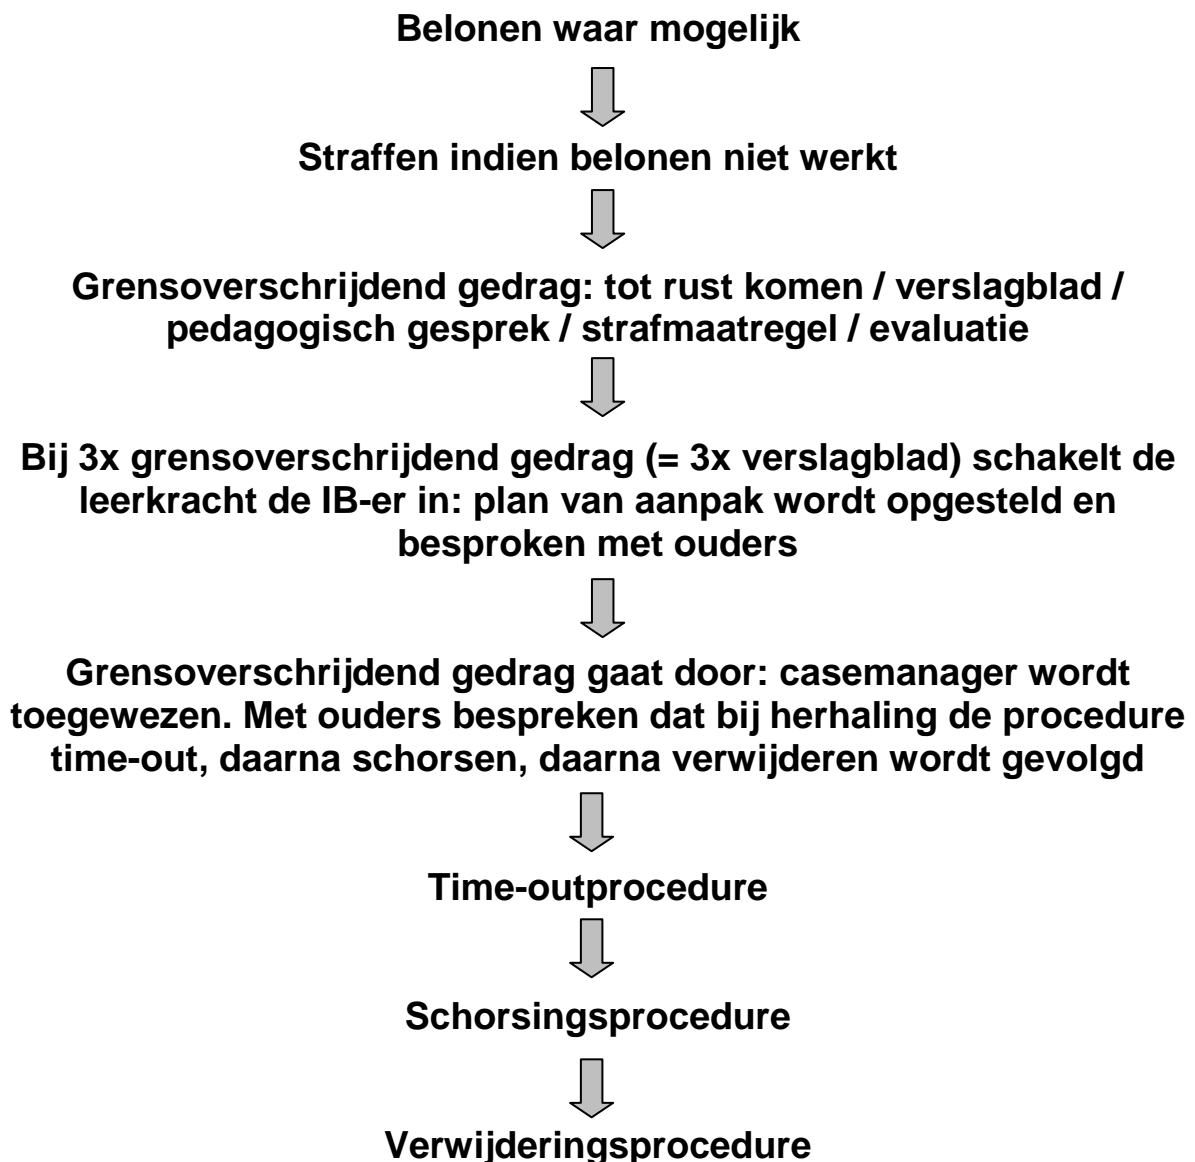 Belonen waar mogelijk
Straffen indien belonen niet werkt
Grensoverschrijdend gedrag: tot rust komen / verslagblad /
pedagogisch gesprek / strafmaatregel / evaluatie
Bij 3x grensoverschrijdend gedrag (= 3x verslagblad) schakelt de
leerkracht de IB-er in: plan van aanpak wordt opgesteld en
besproken met ouders
Grensoverschrijdend gedrag gaat door: casemanager wordt
toegewezen. Met ouders bespreken dat bij herhaling de procedure
time-out, daarna schorsen, daarna verwijderen wordt gevolgd
Time-outprocedure
Schorsingsprocedure
Verwijderingsprocedure